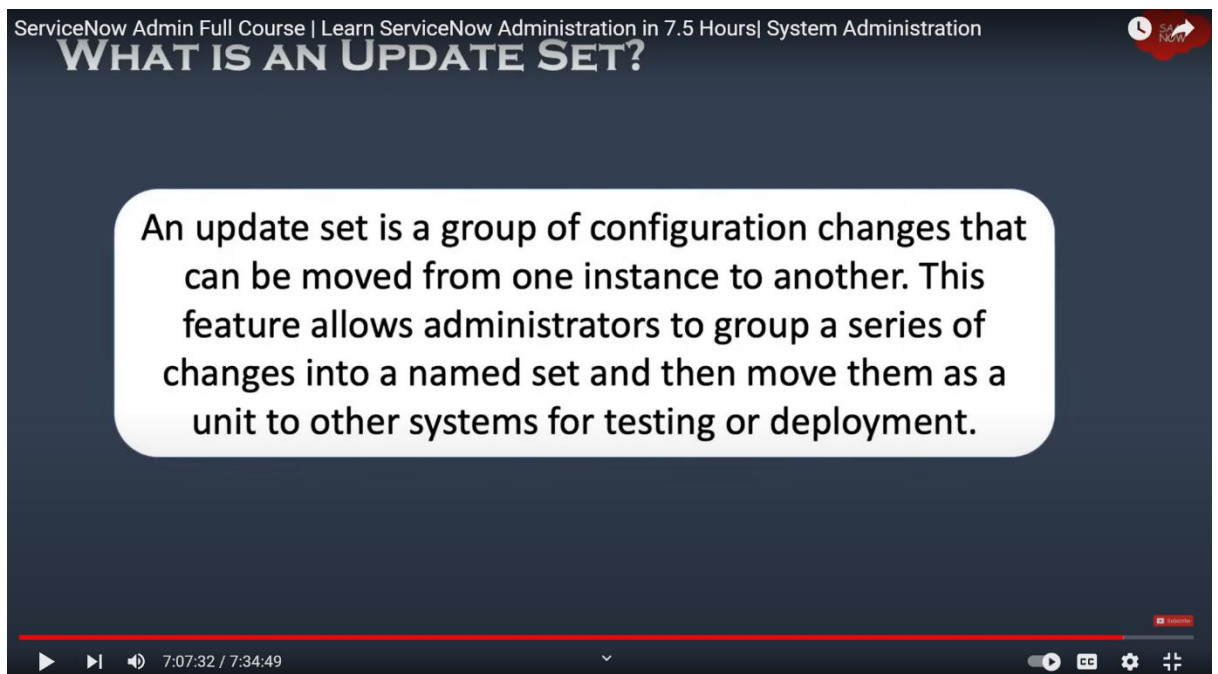 ServiceNow Admin Full Course | Learn ServiceNow Administration in 7.5 Hours| System Administration
WHAT IS AN UPDATE SET?
An update set is a group of configuration changes that
can be moved from one instance to another. This
feature allows administrators to group a series of
changes into a named set and then move them as a
unit to other systems for testing or deployment.
Subscribe
7:07:32 / 7:34:49
CC